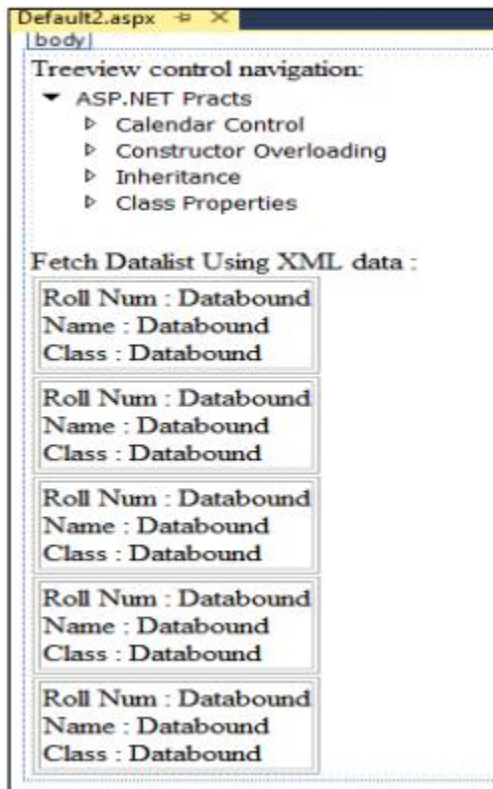 Default2.aspx
body
Treeview control navigation:
ASP.NET Practs
Calendar Control
Constructor Overloading
Inheritance
Class Properties
Fetch Datalist Using XML data :
Roll Num : Databound
Name : Databound
Class : Databound
Roll Num : Databound
Name : Databound
Class : Databound
Roll Num : Databound
Name : Databound
Class : Databound
Roll Num : Databound
Name : Databound
Class : Databound
Roll Num : Databound
Name : Databound
Class : Databound